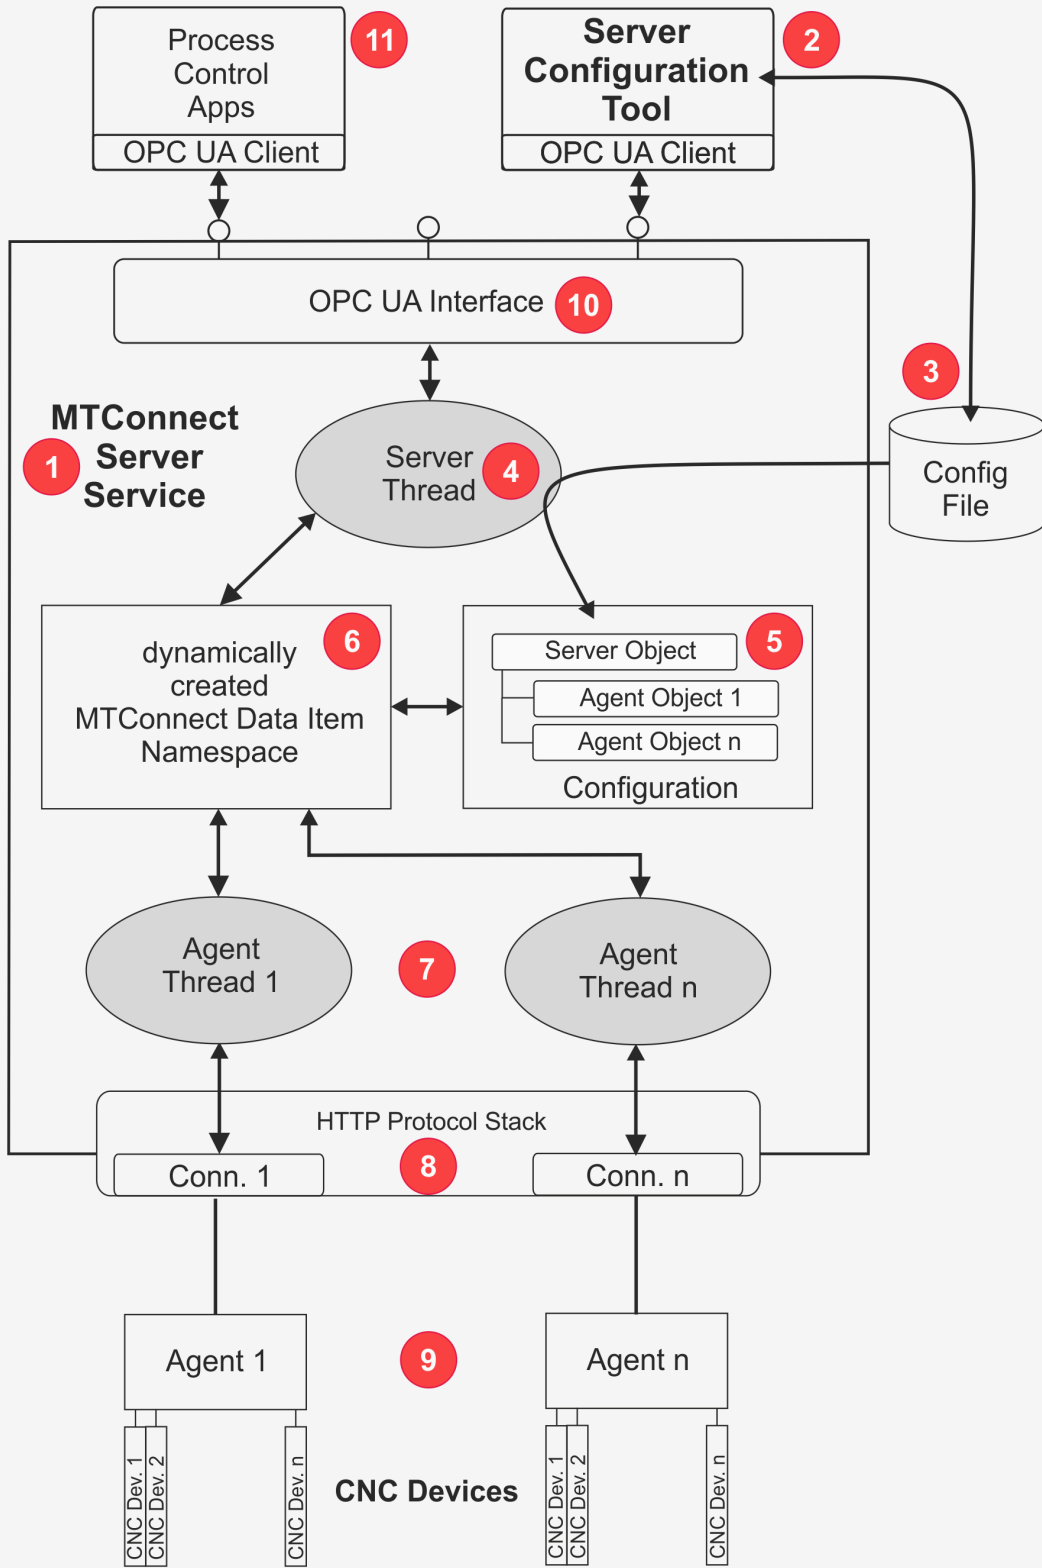 Process
Control
Apps
OPC UA Client
11
Server
Configuration
Tool
OPC UA Client
2
OPC UA Interface
10
3
Config
File
MTConnect
Server
Service
1
Server
Thread
4
dynamically
created
MTConnect Data Item
Namespace
6
Server Object
Agent Object 1
Agent Object n
Configuration
5
Agent
Thread 1
7
Agent
Thread n
HTTP Protocol Stack
Conn. 1
8
Conn. n
Agent 1
9
Agent n
CNC Dev. 1
CNC Dev. 2
CNC Dev. n
CNC Devices
CNC Dev. 1
CNC Dev. 2
CNC Dev. n